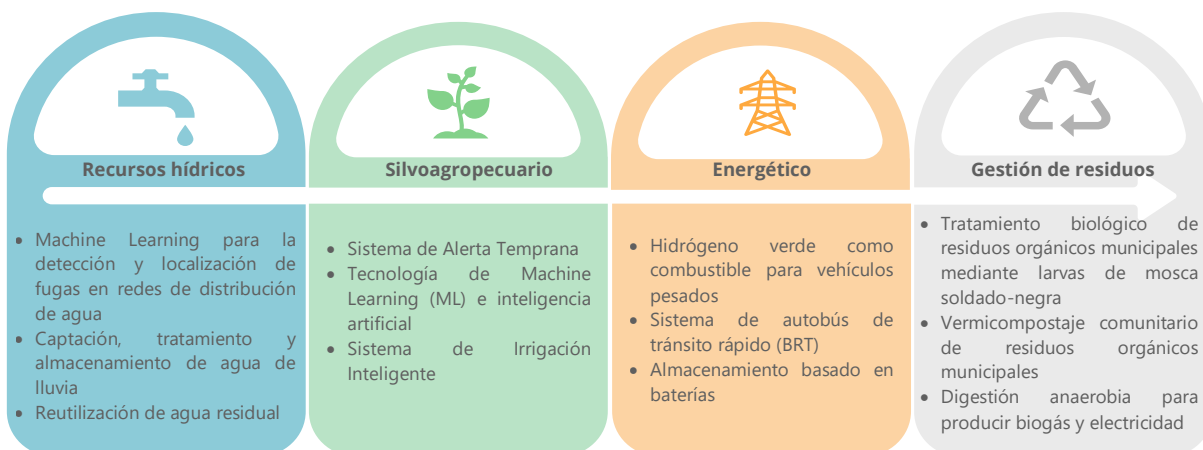 Recursos hídricos
• Machine Learning para la
detección y localización de
fugas en redes de distribución
de agua
• Captación, tratamiento y
almacenamiento de agua de
lluvia
• Reutilización de agua residual
Silvoagropecuario
• Sistema de Alerta Temprana
• Tecnología de Machine
Learning (ML) e inteligencia
artificial
• Sistema de Irrigación
Inteligente
Energético
• Hidrógeno verde como
combustible para vehículos
pesados
• Sistema de autobús de
tránsito rápido (BRT)
• Almacenamiento basado en
baterías
Gestión de residuos
• Tratamiento biológico de
residuos orgánicos municipales
mediante larvas de mosca
soldado-negra
• Vermicompostaje comunitario
de residuos orgánicos
municipales
• Digestión anaerobia para
producir biogás y electricidad